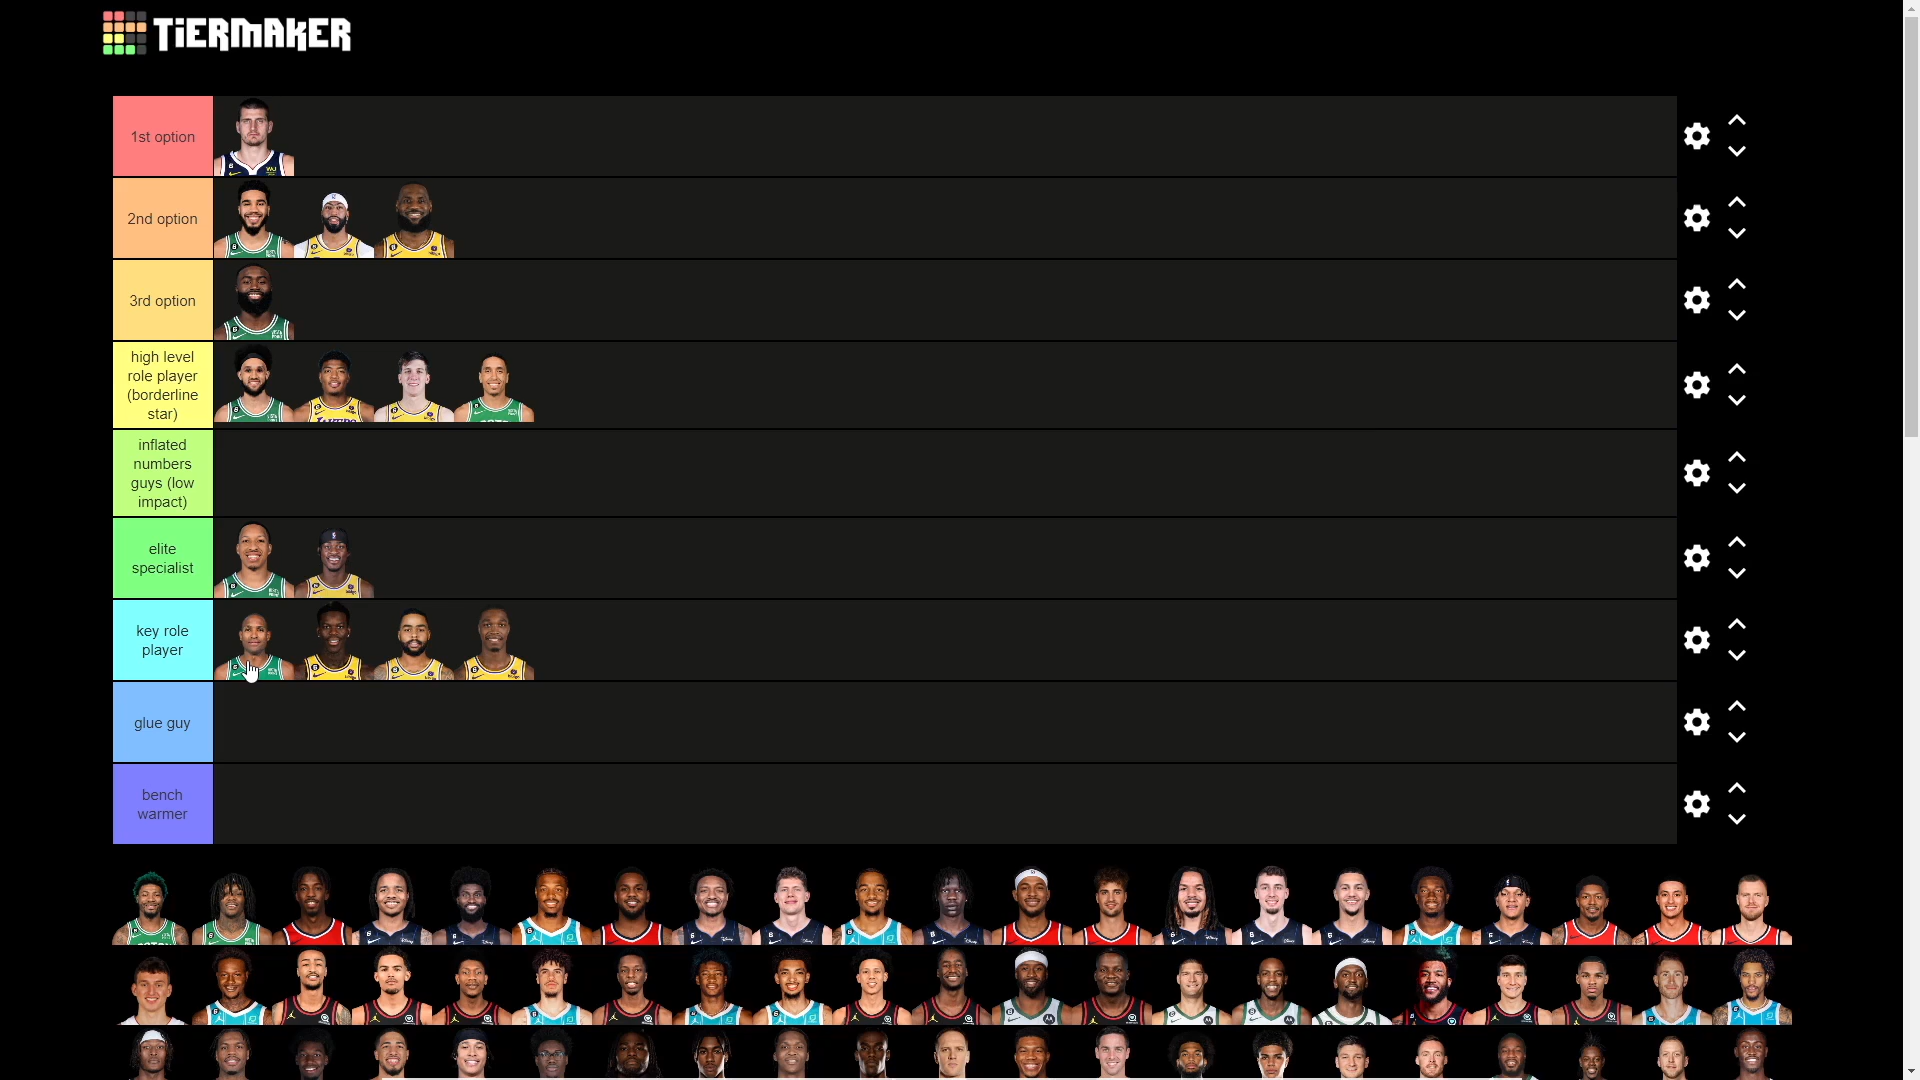 TiERMAKER
1st option
2nd option
3rd option
high level
role player
(borderline
star)
inflated
numbers
guys (low
impact)
elite
specialist
key role
player
glue guy
bench
warmer